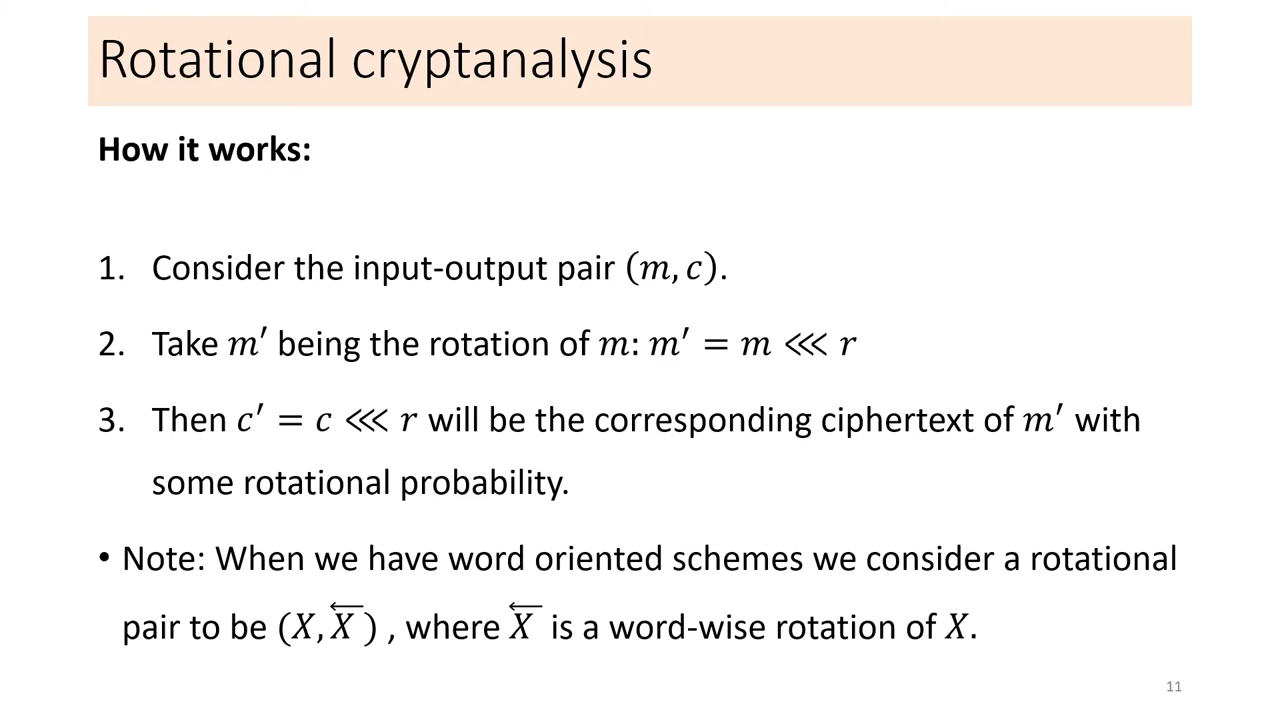 Rotational cryptanalysis
How it works:
1. Consider the input-output pair (𝑚, 𝑐).
2. Take 𝑚′ being the rotation of 𝑚: 𝑚′ = 𝑚 ⋘ 𝑟
3. Then 𝑐′ = 𝑐 ⋘ 𝑟 will be the corresponding ciphertext of 𝑚′ with
some rotational probability.
• Note: When we have word oriented schemes we consider a rotational
pair to be (𝑋, 𝑋⃖) , where 𝑋⃖ is a word-wise rotation of 𝑋.
11